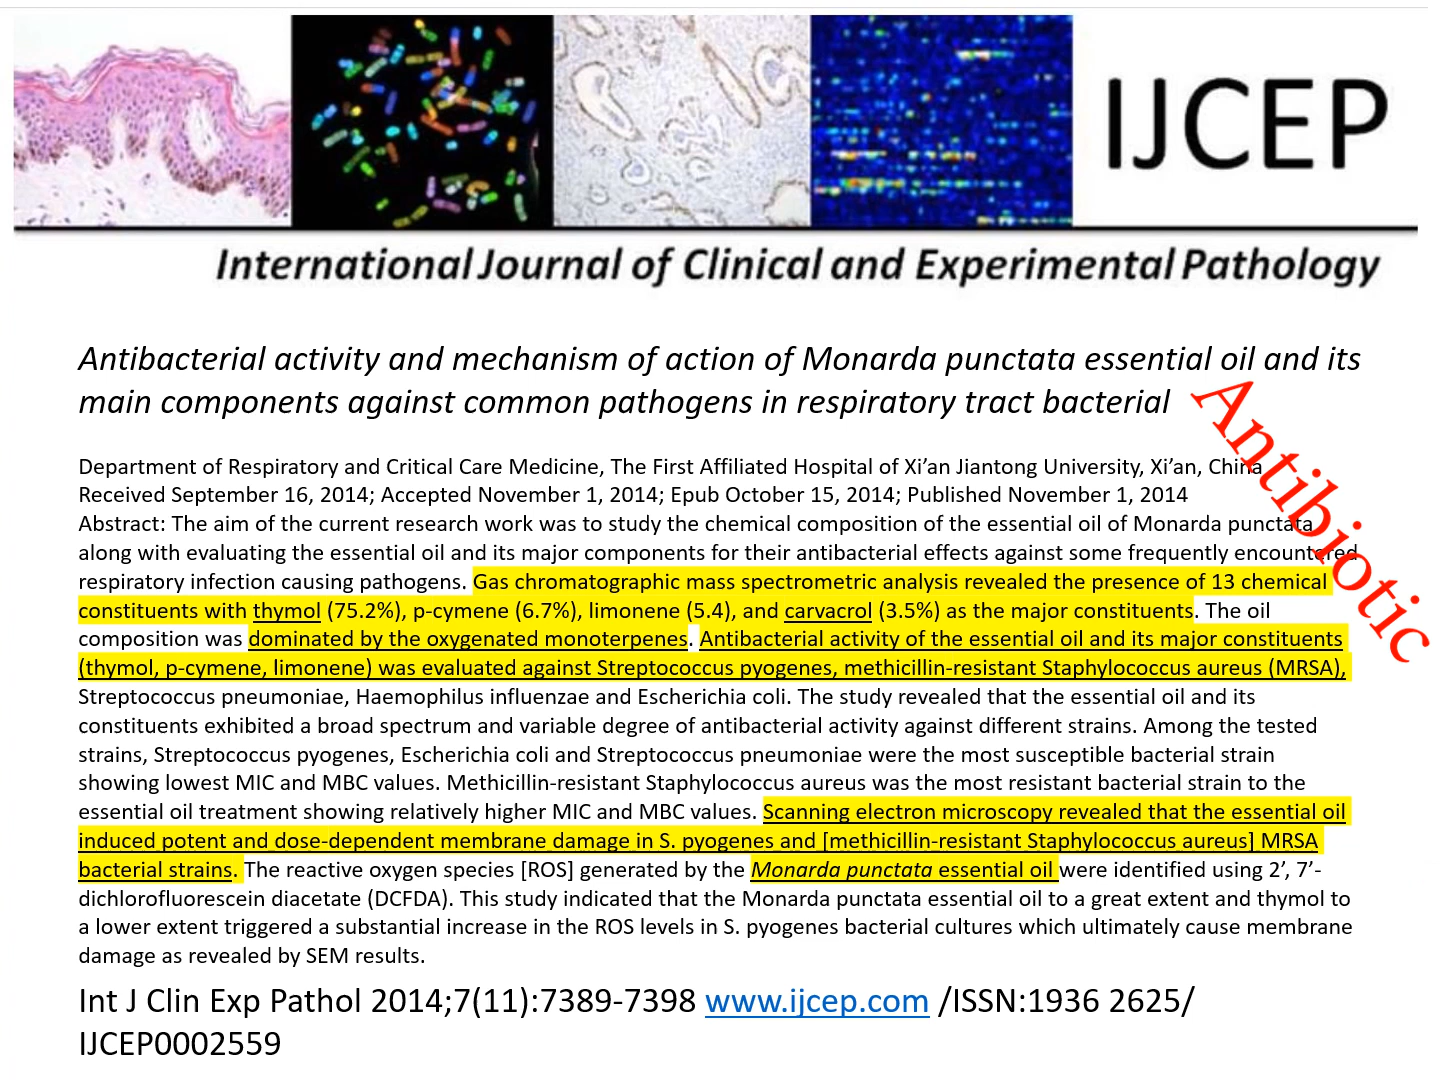 IJCEP
International Journal of Clinical and Experimental Pathology
Antibacterial activity and mechanism of action of Monarda punctata essential oil and its
main components against common pathogens in respiratory tract bacterial
Antibiotic
Department of Respiratory and Critical Care Medicine, The First Affiliated Hospital of Xi’an Jiantong University, Xi’an, China
Received September 16, 2014; Accepted November 1, 2014; Epub October 15, 2014; Published November 1, 2014
Abstract: The aim of the current research work was to study the chemical composition of the essential oil of Monarda punctata
along with evaluating the essential oil and its major components for their antibacterial effects against some frequently encountered
respiratory infection causing pathogens. Gas chromatographic mass spectrometric analysis revealed the presence of 13 chemical
constituents with thymol (75.2%), p-cymene (6.7%), limonene (5.4), and carvacrol (3.5%) as the major constituents. The oil
composition was dominated by the oxygenated monoterpenes. Antibacterial activity of the essential oil and its major constituents
(thymol, p-cymene, limonene) was evaluated against Streptococcus pyogenes, methicillin-resistant Staphylococcus aureus (MRSA),
Streptococcus pneumoniae, Haemophilus influenzae and Escherichia coli. The study revealed that the essential oil and its
constituents exhibited a broad spectrum and variable degree of antibacterial activity against different strains. Among the tested
strains, Streptococcus pyogenes, Escherichia coli and Streptococcus pneumoniae were the most susceptible bacterial strain
showing lowest MIC and MBC values. Methicillin-resistant Staphylococcus aureus was the most resistant bacterial strain to the
essential oil treatment showing relatively higher MIC and MBC values. Scanning electron microscopy revealed that the essential oil
induced potent and dose-dependent membrane damage in S. pyogenes and [methicillin-resistant Staphylococcus aureus] MRSA
bacterial strains. The reactive oxygen species [ROS] generated by the Monarda punctata essential oil were identified using 2’, 7’-
dichlorofluorescein diacetate (DCFDA). This study indicated that the Monarda punctata essential oil to a great extent and thymol to
a lower extent triggered a substantial increase in the ROS levels in S. pyogenes bacterial cultures which ultimately cause membrane
damage as revealed by SEM results.
Int J Clin Exp Pathol 2014;7(11):7389-7398 www.ijcep.com /ISSN:1936 2625/
IJCEP0002559